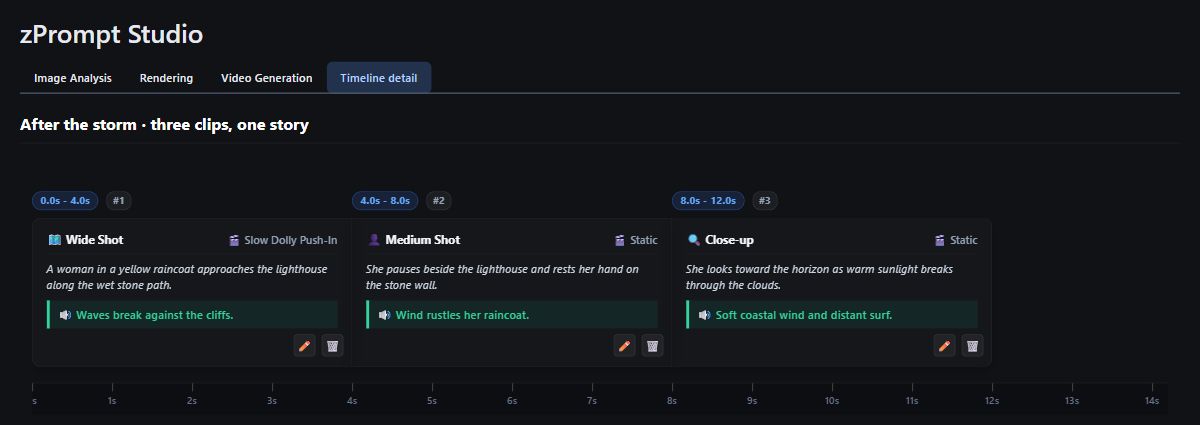 zPrompt Studio
Image Analysis
Rendering
Video Generation
Timeline detail
After the storm · three clips, one story
0.0s - 4.0s
#1
4.0s - 8.0s
#2
8.0s - 12.0s
#3
Wide Shot
Slow Dolly Push-In
A woman in a yellow raincoat approaches the lighthouse
along the wet stone path.
Waves break against the cliffs.
Medium Shot
Static
She pauses beside the lighthouse and rests her hand on
the stone wall.
Wind rustles her raincoat.
Close-up
Static
She looks toward the horizon as warm sunlight breaks
through the clouds.
Soft coastal wind and distant surf.
s
1s
2s
3s
4s
5s
6s
7s
8s
9s
10s
11s
12s
13s
14s